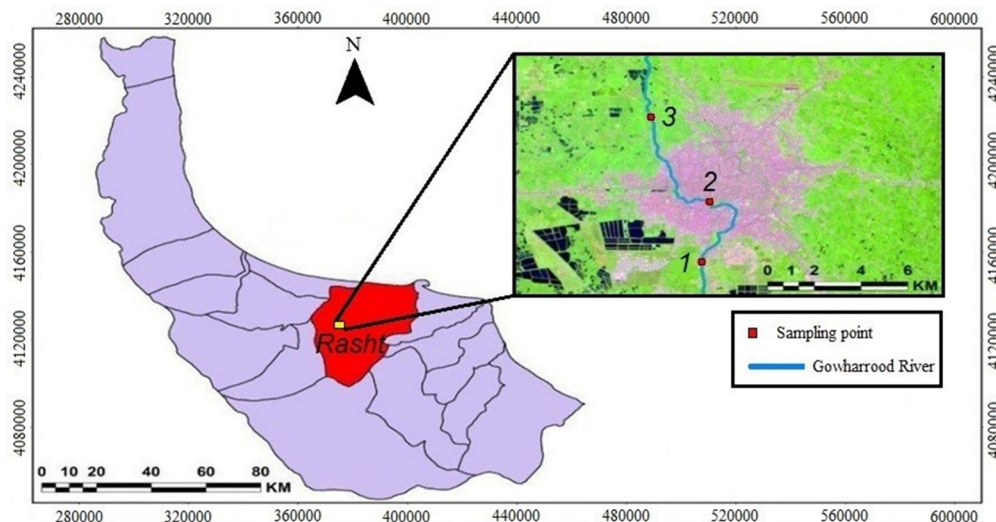 280000 320000 360000 400000 440000 480000 520000 560000 600000
N
4240000 4240000
4200000 4200000
4160000 4160000
4120000 4120000
4080000 4080000
3
2
1
0 1 2 4 6
KM
Rasht
Sampling point
Gowharrood River
0 10 20 40 60 80
KM
280000 320000 360000 400000 440000 480000 520000 560000 600000